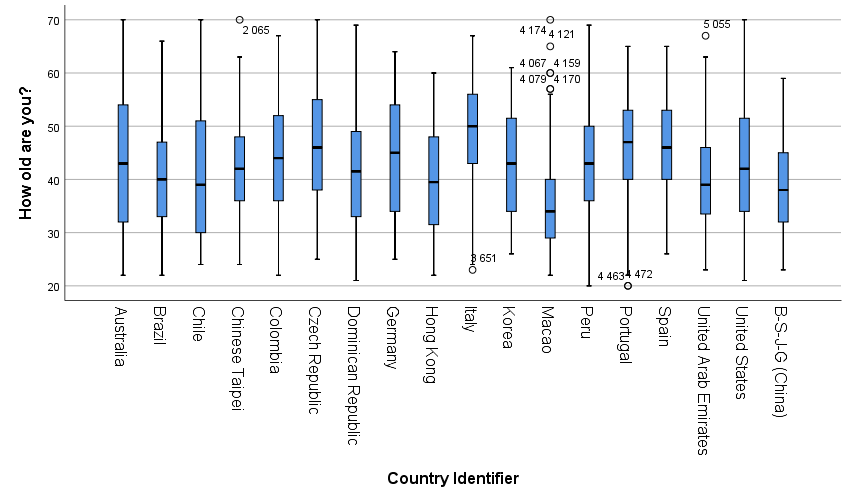 70
60
50
40
30
20
How old are you?
2 065
3 651
4 174
4 121
4 067
4 159
4 079
4 170
4 463
4 472
5 055
Australia
Brazil
Chile
Chinese Taipei
Colombia
Czech Republic
Dominican Republic
Germany
Hong Kong
Italy
Korea
Macao
Peru
Portugal
Spain
United Arab Emirates
United States
B-S-J-G (China)
Country Identifier